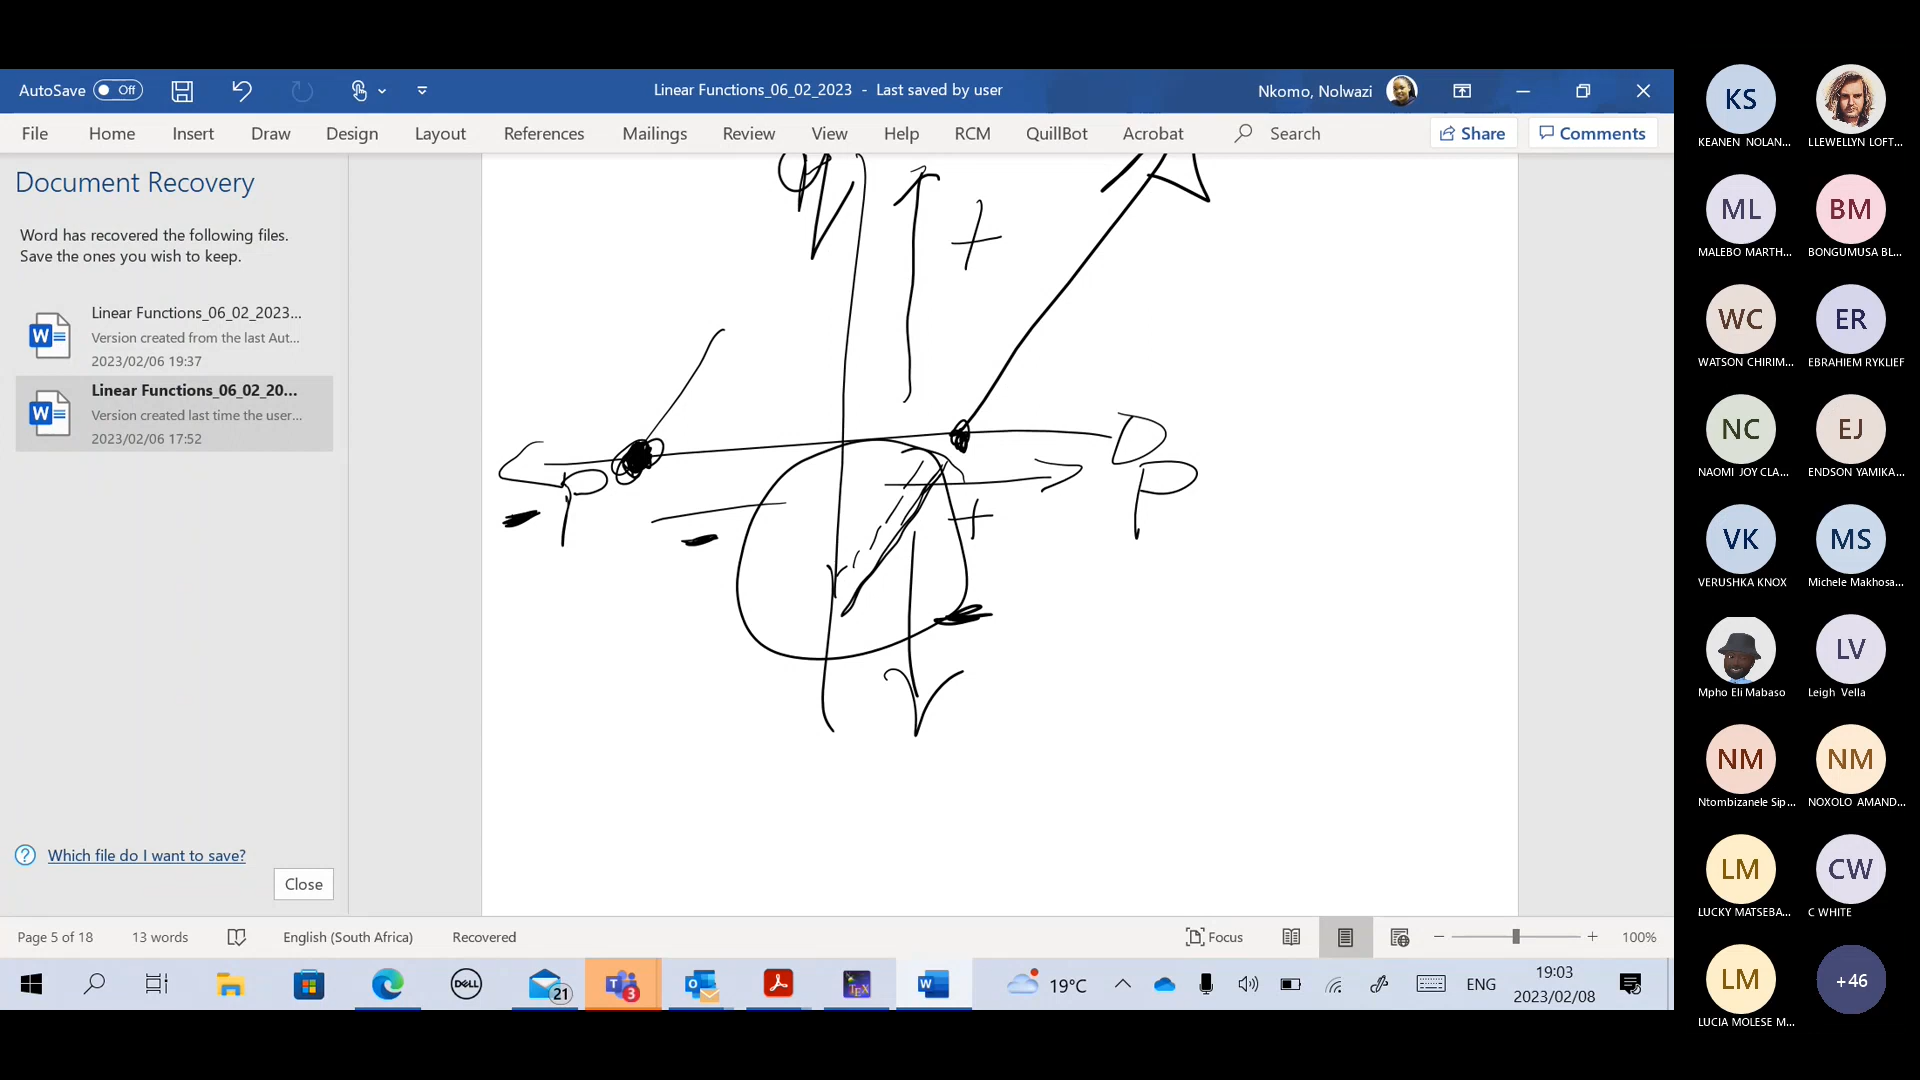 AutoSave Off
Linear Functions_06_02_2023 - Last saved by user
Nkomo, Nolwazi
File Home Insert Draw Design Layout References Mailings Review View Help RCM QuillBot Acrobat Search Share Comments
Document Recovery
Word has recovered the following files.
Save the ones you wish to keep.
Linear Functions_06_02_2023...
Version created from the last Aut...
2023/02/06 19:37
Linear Functions_06_02_20...
Version created last time the user...
2023/02/06 17:52
Which file do I want to save?
Close
+
P
-
-
+
P
Page 5 of 18 13 words English (South Africa) Recovered Focus 100%
DELL 21 3 19°C ENG 19:03
2023/02/08
KS
KEANEN NOLAN... LLEWELLYN LOFT...
ML BM
MALEBO MARTH... BONGUMUSA BL...
WC ER
WATSON CHIRIM... EBRAHIEM RYKLIEF
NC EJ
NAOMI JOY CLA... ENDSON YAMIKA...
VK MS
VERUSHKA KNOX Michele Makhosa...
LV
Mpho Eli Mabaso Leigh Vella
NM NM
Ntombizanele Sip... NOXOLO AMAND...
LM CW
LUCKY MATSEBA... C WHITE
LM +46
LUCIA MOLESE M...